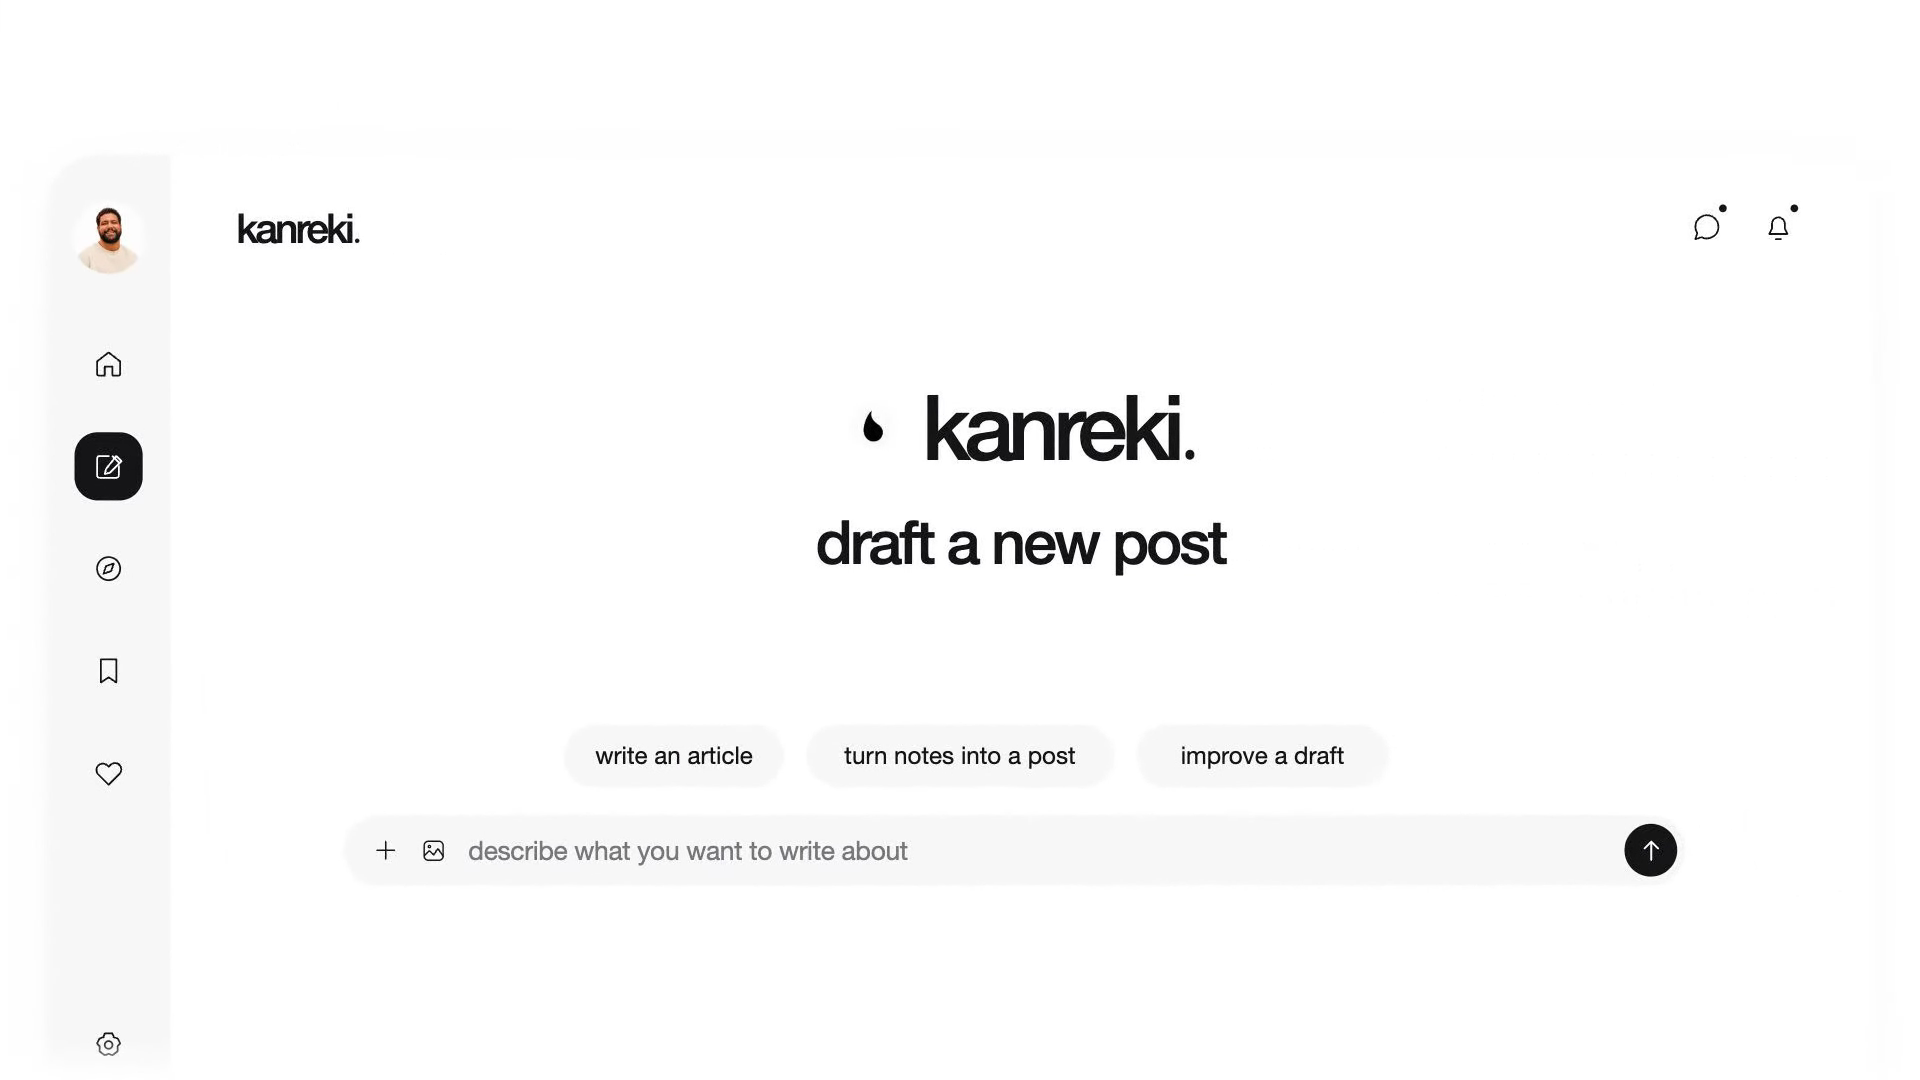 kanreki.
kanreki.
draft a new post
write an article
turn notes into a post
improve a draft
describe what you want to write about